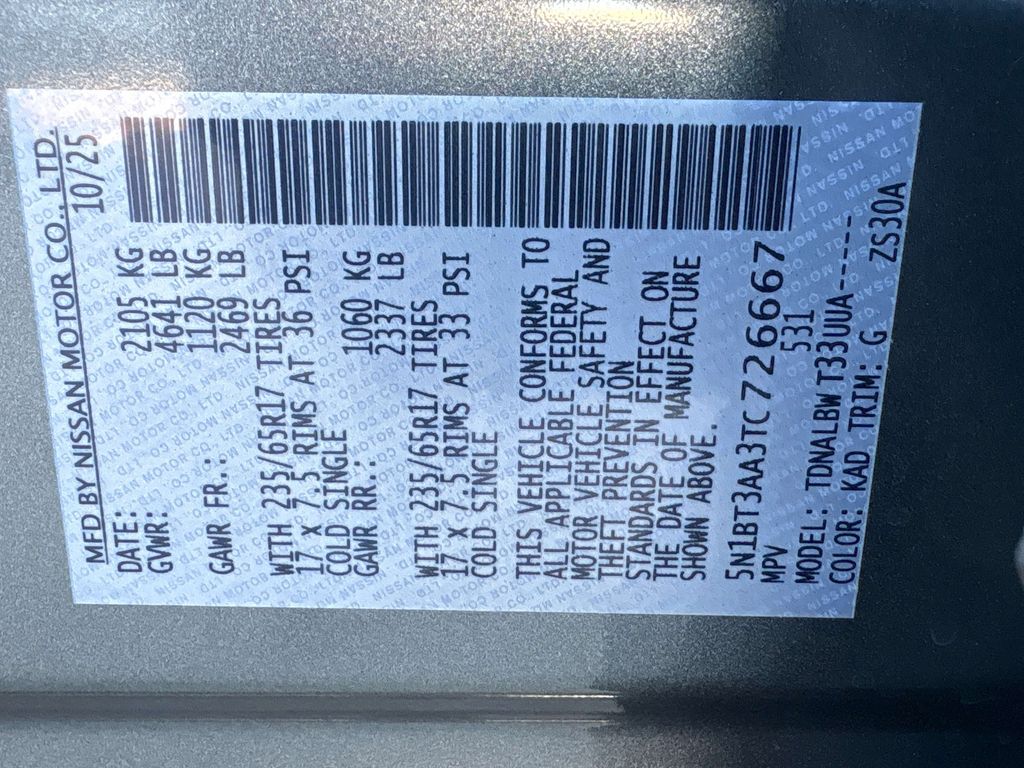 MFD BY NISSAN MOTOR CO., LTD.
DATE: 10/25
GVWR: 2105 KG
4641 LB
GAWR FR.: 1120 KG
2469 LB
WITH 235/65R17 TIRES
17 X 7.5 RIMS AT 36 PSI
COLD SINGLE
GAWR RR.: 1060 KG
2337 LB
WITH 235/65R17 TIRES
17 X 7.5 RIMS AT 33 PSI
COLD SINGLE
THIS VEHICLE CONFORMS TO
ALL APPLICABLE FEDERAL
MOTOR VEHICLE SAFETY AND
THEFT PREVENTION
STANDARDS IN EFFECT ON
THE DATE OF MANUFACTURE
SHOWN ABOVE.
5N1BT3AA3TC726667
MPV 531
MODEL: TDNALBW T33UUA-----
COLOR: KAD TRIM: G ZS30A